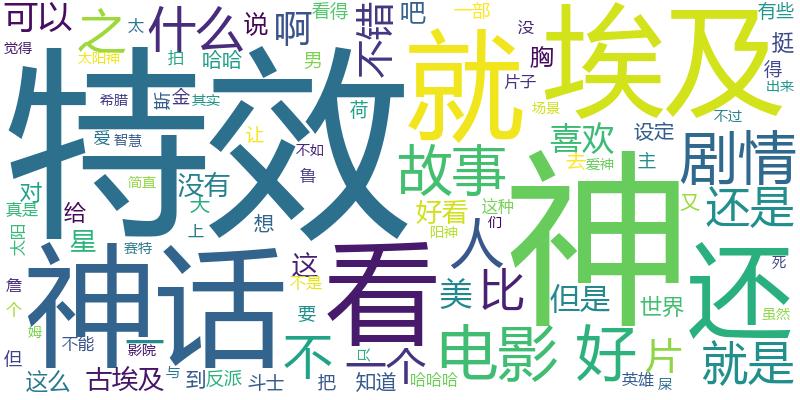 可以
之
什么
说
啊
看得
吧
一部
有些
觉得
太
太阳神
拍
哈哈
男
不错
就
没
胸
片子
埃及
挺
得
出来
特效
希腊
金
其实
荷
场景
不过
爱
智慧
让
不如
喜欢
设定
剧情
对
简直
没有
鲁
故事
去
爱神
主
真是
给
大
好看
这种
神
又
还是
太阳
星
上
想
阳神
们
人
赛特
神话
这
看
不是
美
比
但是
世界
还
死
詹
个
姆
要
虽然
不能
一
影院
不
只
一个
电影
好
片
就是
但
这么
古埃及
与
到
反派
斗士
把
知道
哈哈哈
英雄
屎